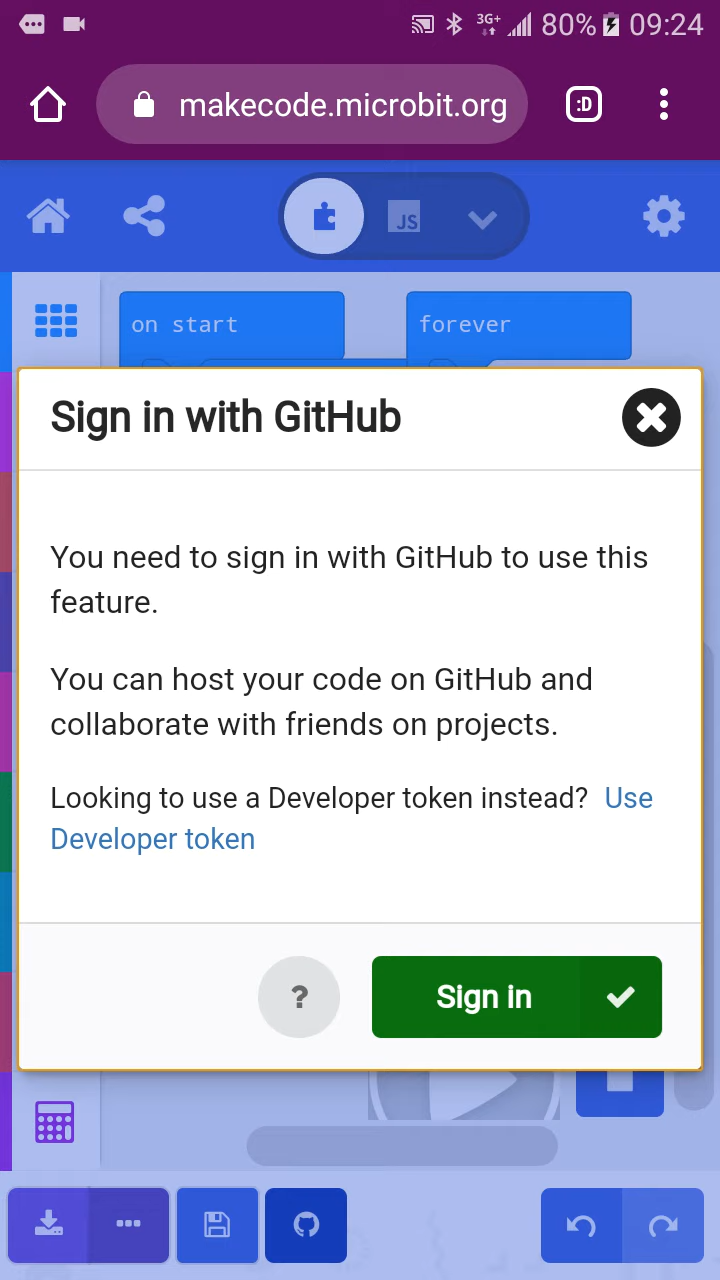 3G+ 80% 09:24
makecode.microbit.org :D
JS
on start forever
Sign in with GitHub
You need to sign in with GitHub to use this
feature.
You can host your code on GitHub and
collaborate with friends on projects.
Looking to use a Developer token instead? Use
Developer token
? Sign in